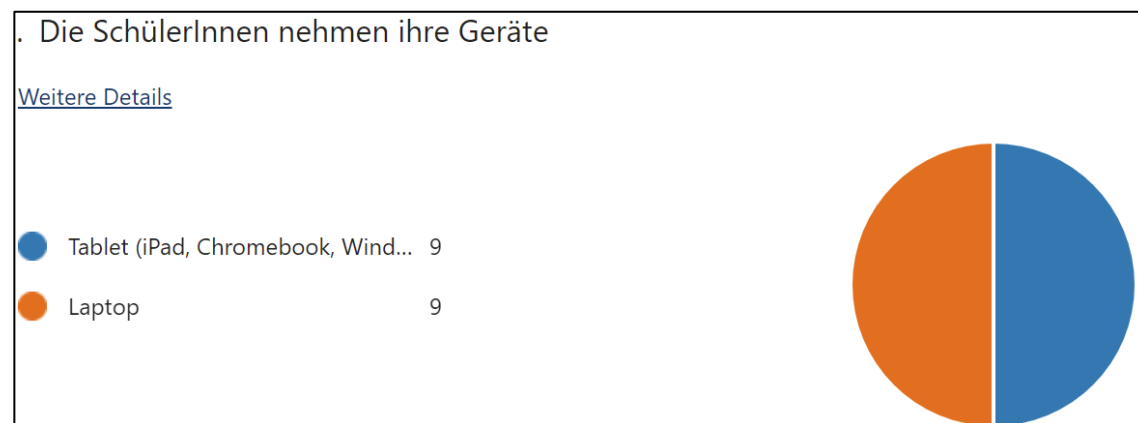 . Die SchülerInnen nehmen ihre Geräte
Weitere Details
Tablet (iPad, Chromebook, Wind... 9
Laptop 9